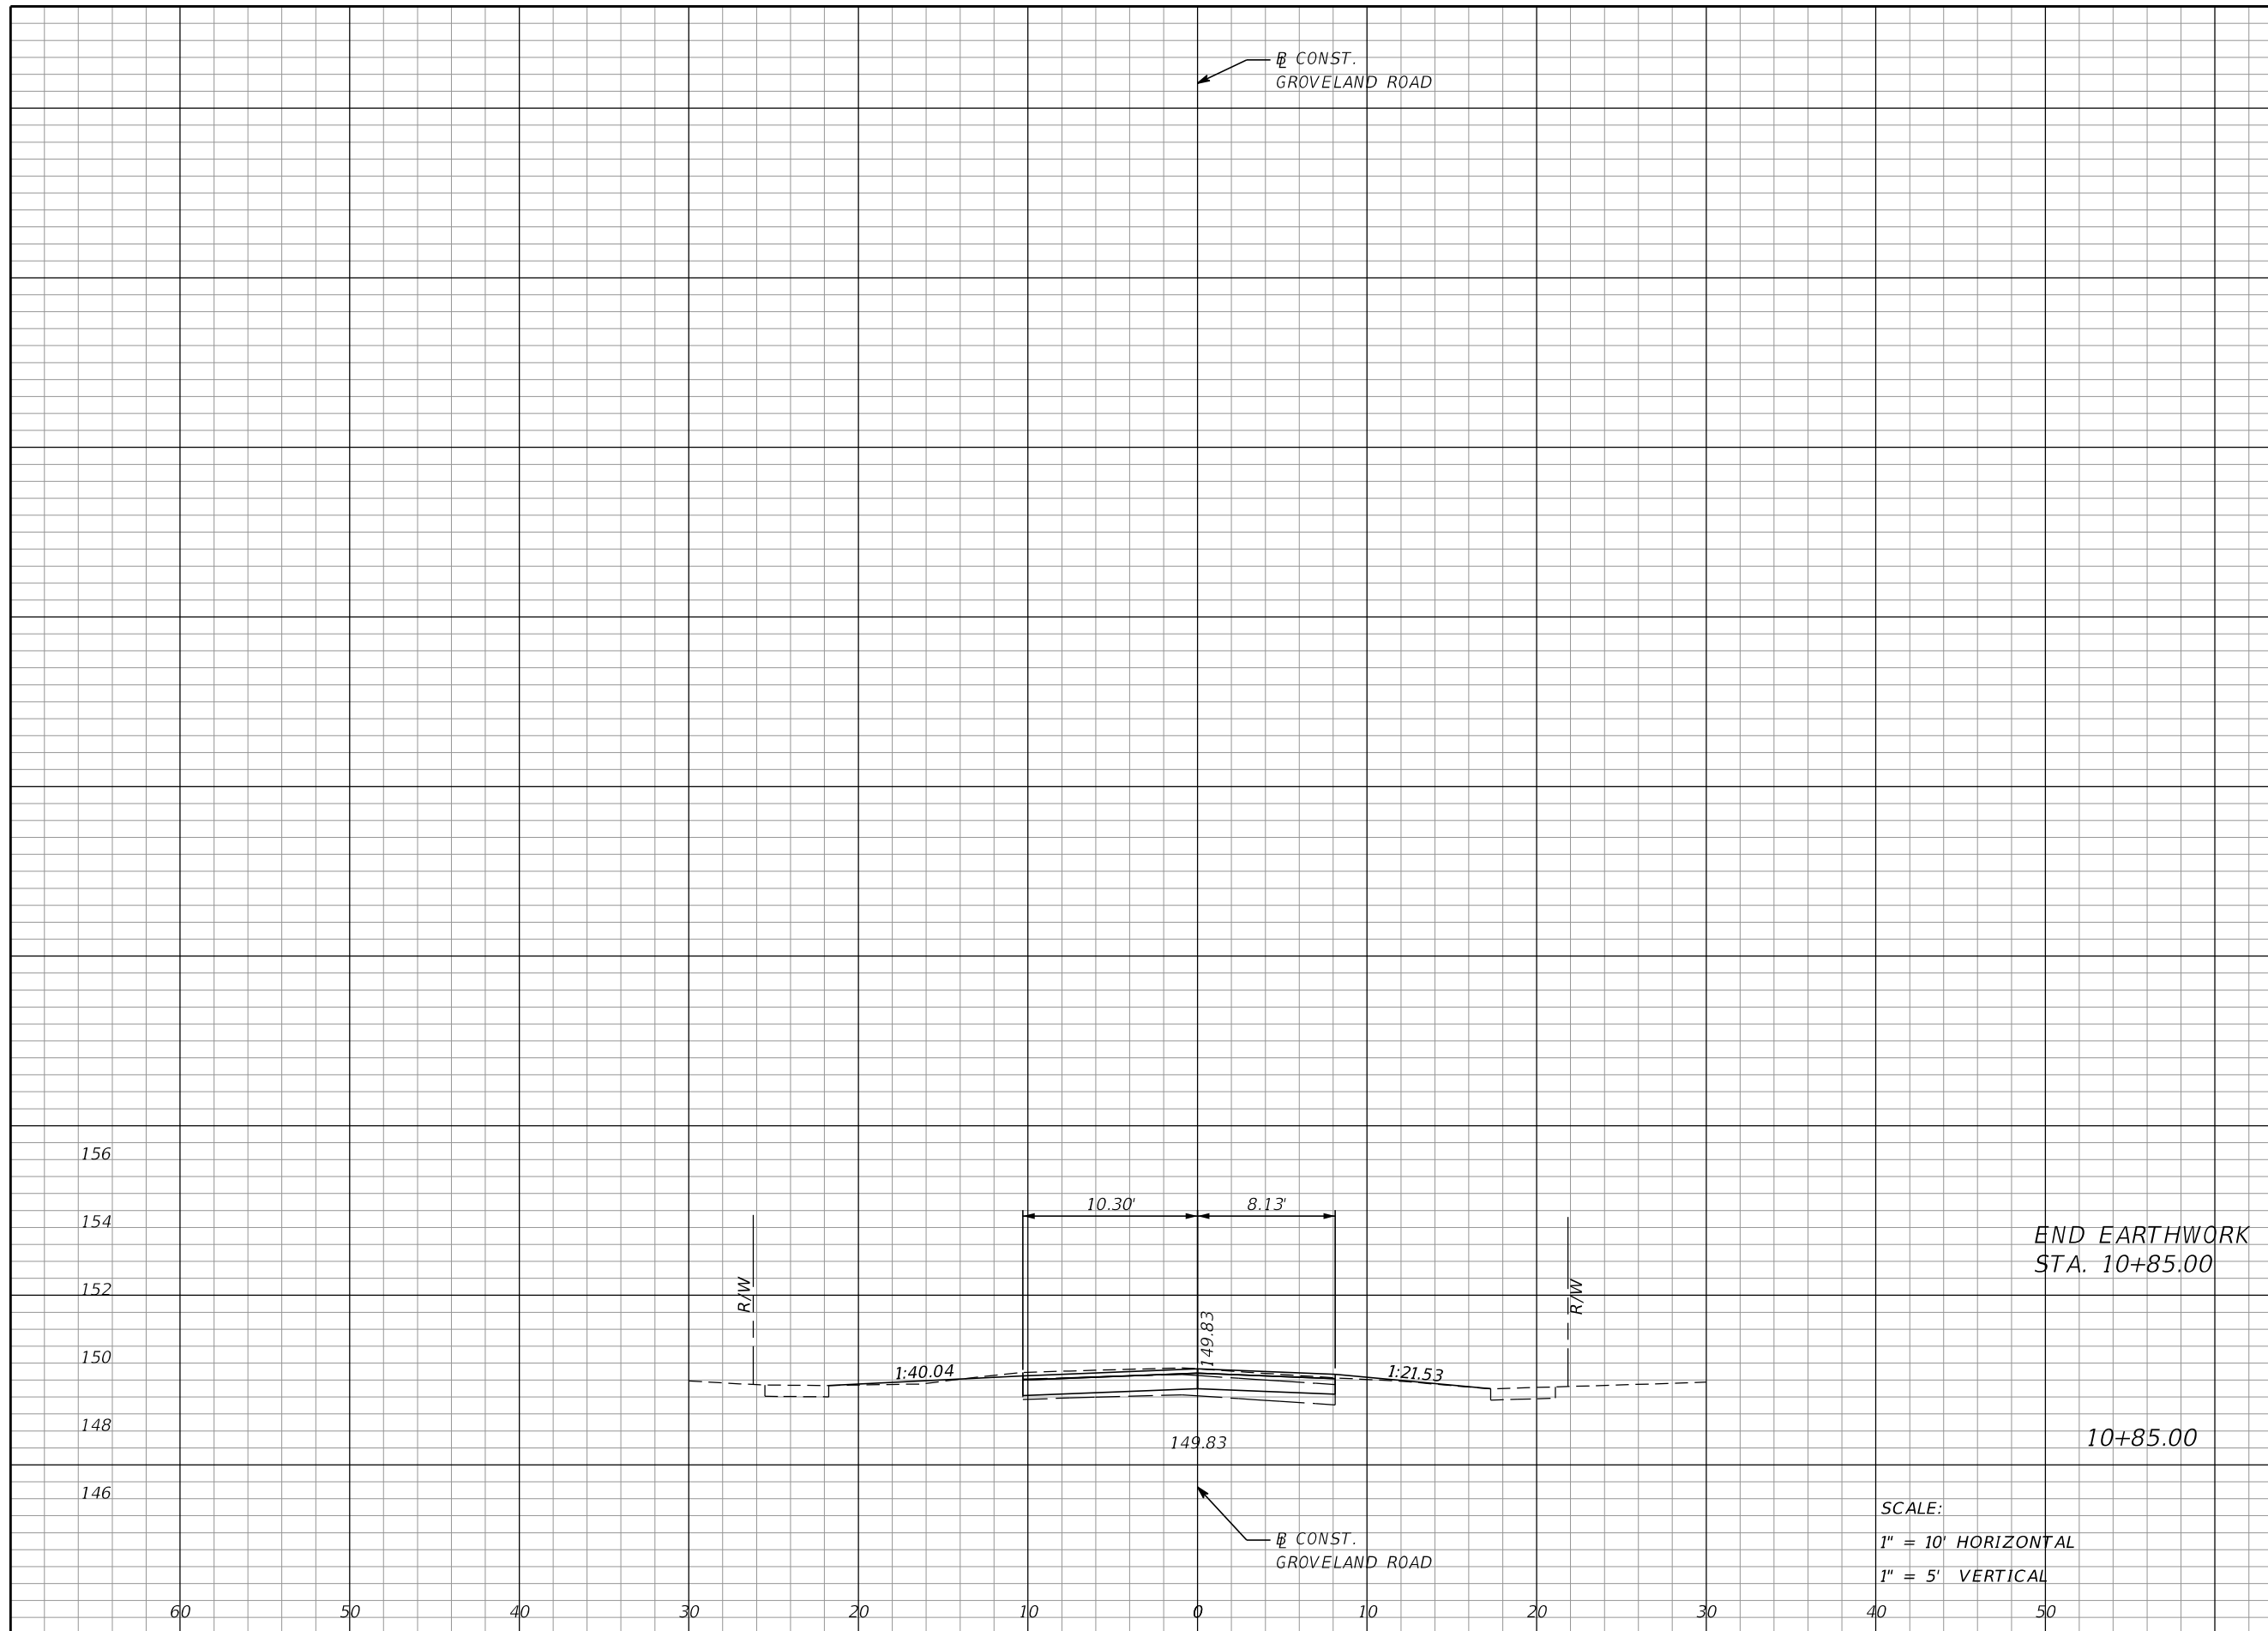 BL CONST.
GROVELAND ROAD
156
154
152
150
148
146
10.30'
8.13'
R/W
R/W
149.83
1:40.04
1:21.53
149.83
END EARTHWORK
STA. 10+85.00
10+85.00
BL CONST.
GROVELAND ROAD
SCALE:
1" = 10' HORIZONTAL
1" = 5' VERTICAL
60 50 40 30 20 10 0 10 20 30 40 50